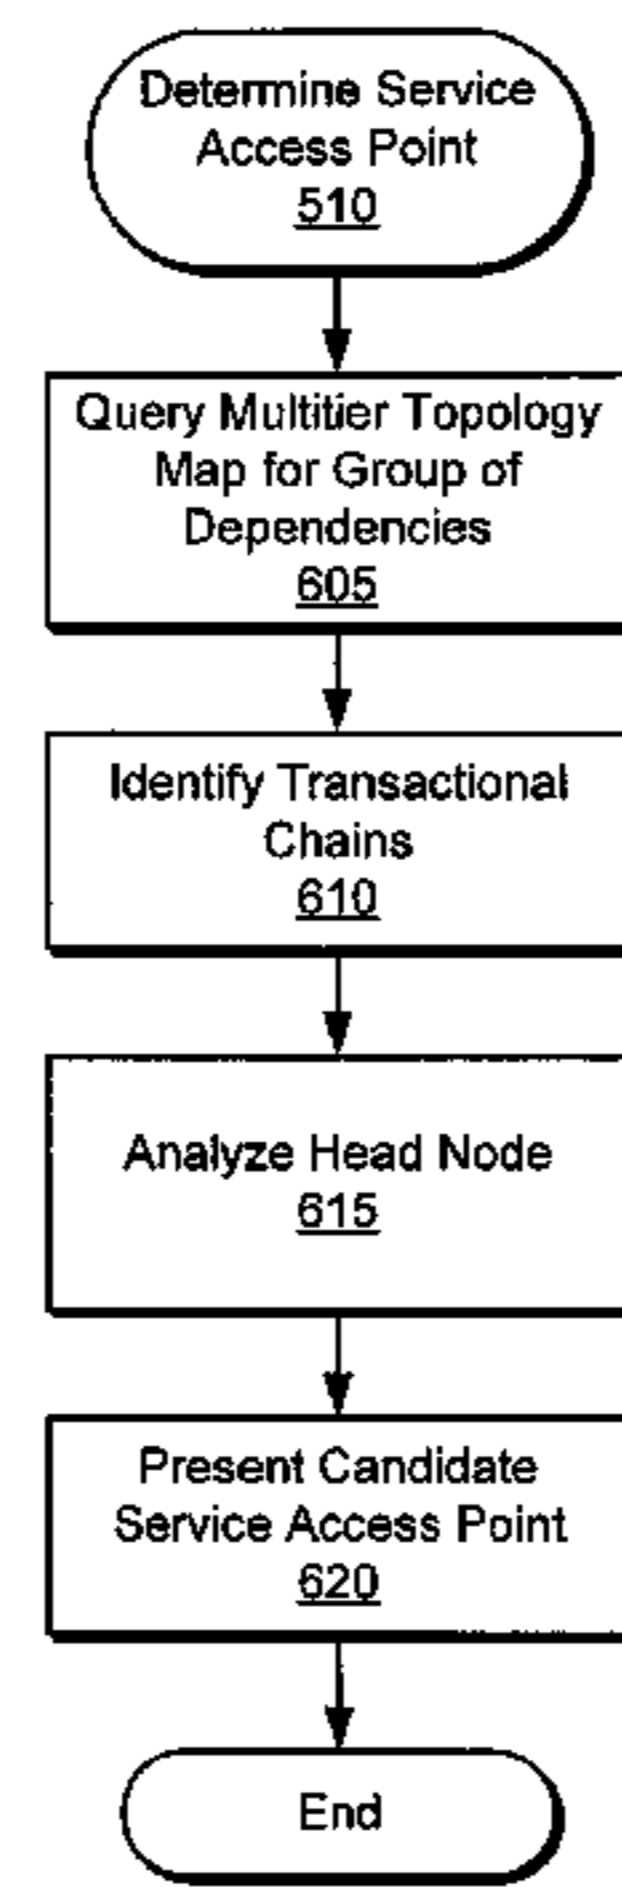 Determine Service
Access Point
510
Query Multitier Topology
Map for Group of
Dependencies
605
Identify Transactional
Chains
610
Analyze Head Node
615
Present Candidate
Service Access Point
620
End